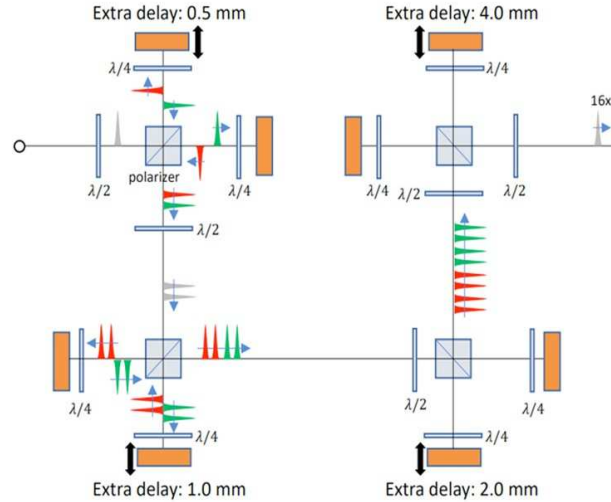 Extra delay: 0.5 mm
Extra delay: 4.0 mm
λ/4
λ/4
16x
polarizer
λ/2
λ/4
λ/4
λ/2
λ/2
λ/2
λ/4
λ/2
λ/4
λ/4
λ/4
Extra delay: 1.0 mm
Extra delay: 2.0 mm